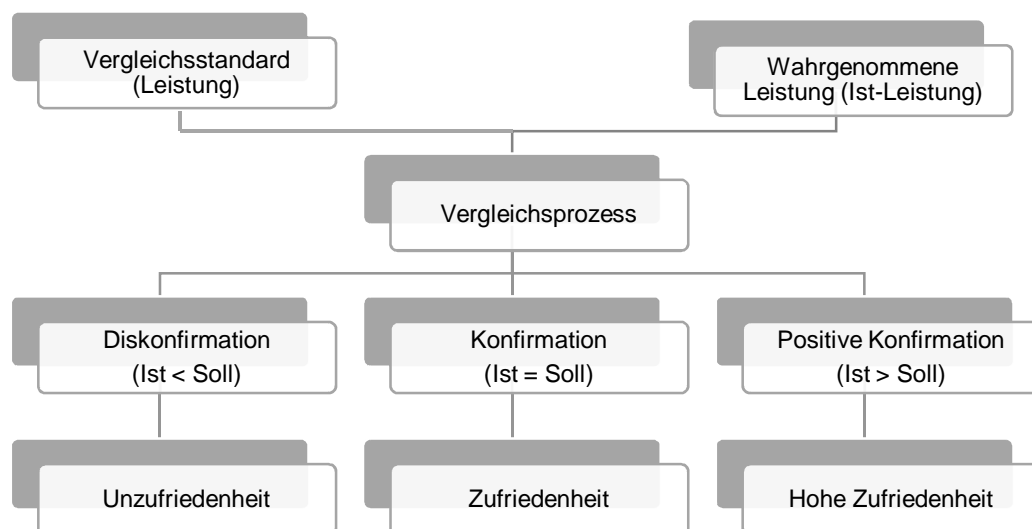 Vergleichsstandard
(Leistung)
Wahrgenommene
Leistung (Ist-Leistung)
Vergleichsprozess
Diskonfirmation
(Ist < Soll)
Konfirmation
(Ist = Soll)
Positive Konfirmation
(Ist > Soll)
Unzufriedenheit
Zufriedenheit
Hohe Zufriedenheit